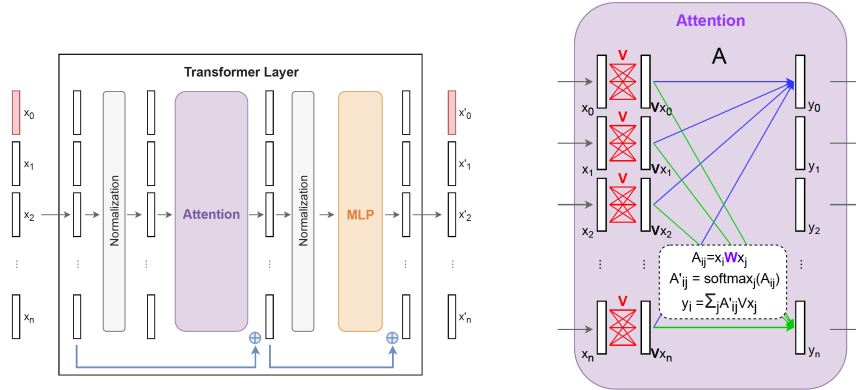 Transformer Layer
x₀
x₁
x₂
⋮
xₙ
Normalization
Attention
Normalization
MLP
x'₀
x'₁
x'₂
⋮
x'ₙ
Attention
A
V
x₀
Vx₀
y₀
V
x₁
Vx₁
y₁
V
x₂
Vx₂
y₂
Aᵢⱼ=xᵢWxⱼ
A'ᵢⱼ = softmaxⱼ(Aᵢⱼ)
yᵢ =∑ⱼA'ᵢⱼVxⱼ
V
xₙ
Vxₙ
yₙ